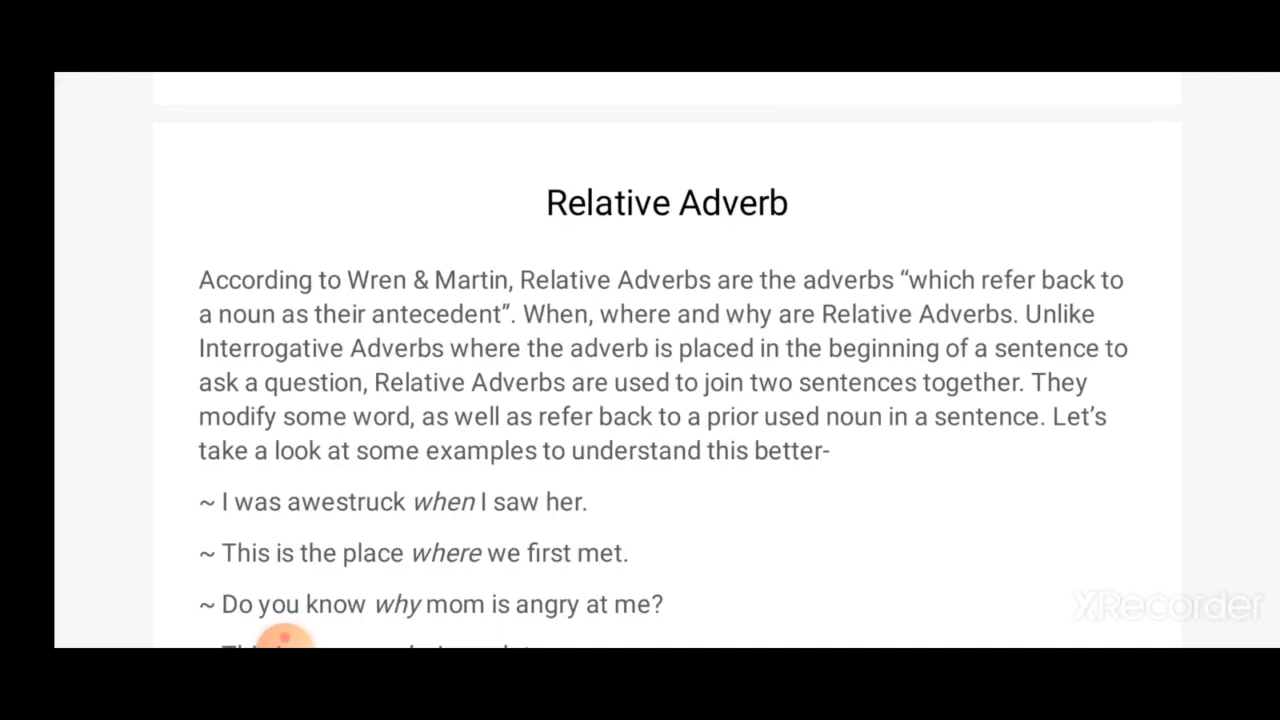 Relative Adverb
According to Wren & Martin, Relative Adverbs are the adverbs “which refer back to
a noun as their antecedent”. When, where and why are Relative Adverbs. Unlike
Interrogative Adverbs where the adverb is placed in the beginning of a sentence to
ask a question, Relative Adverbs are used to join two sentences together. They
modify some word, as well as refer back to a prior used noun in a sentence. Let’s
take a look at some examples to understand this better-
~ I was awestruck when I saw her.
~ This is the place where we first met.
~ Do you know why mom is angry at me?
XRecorder